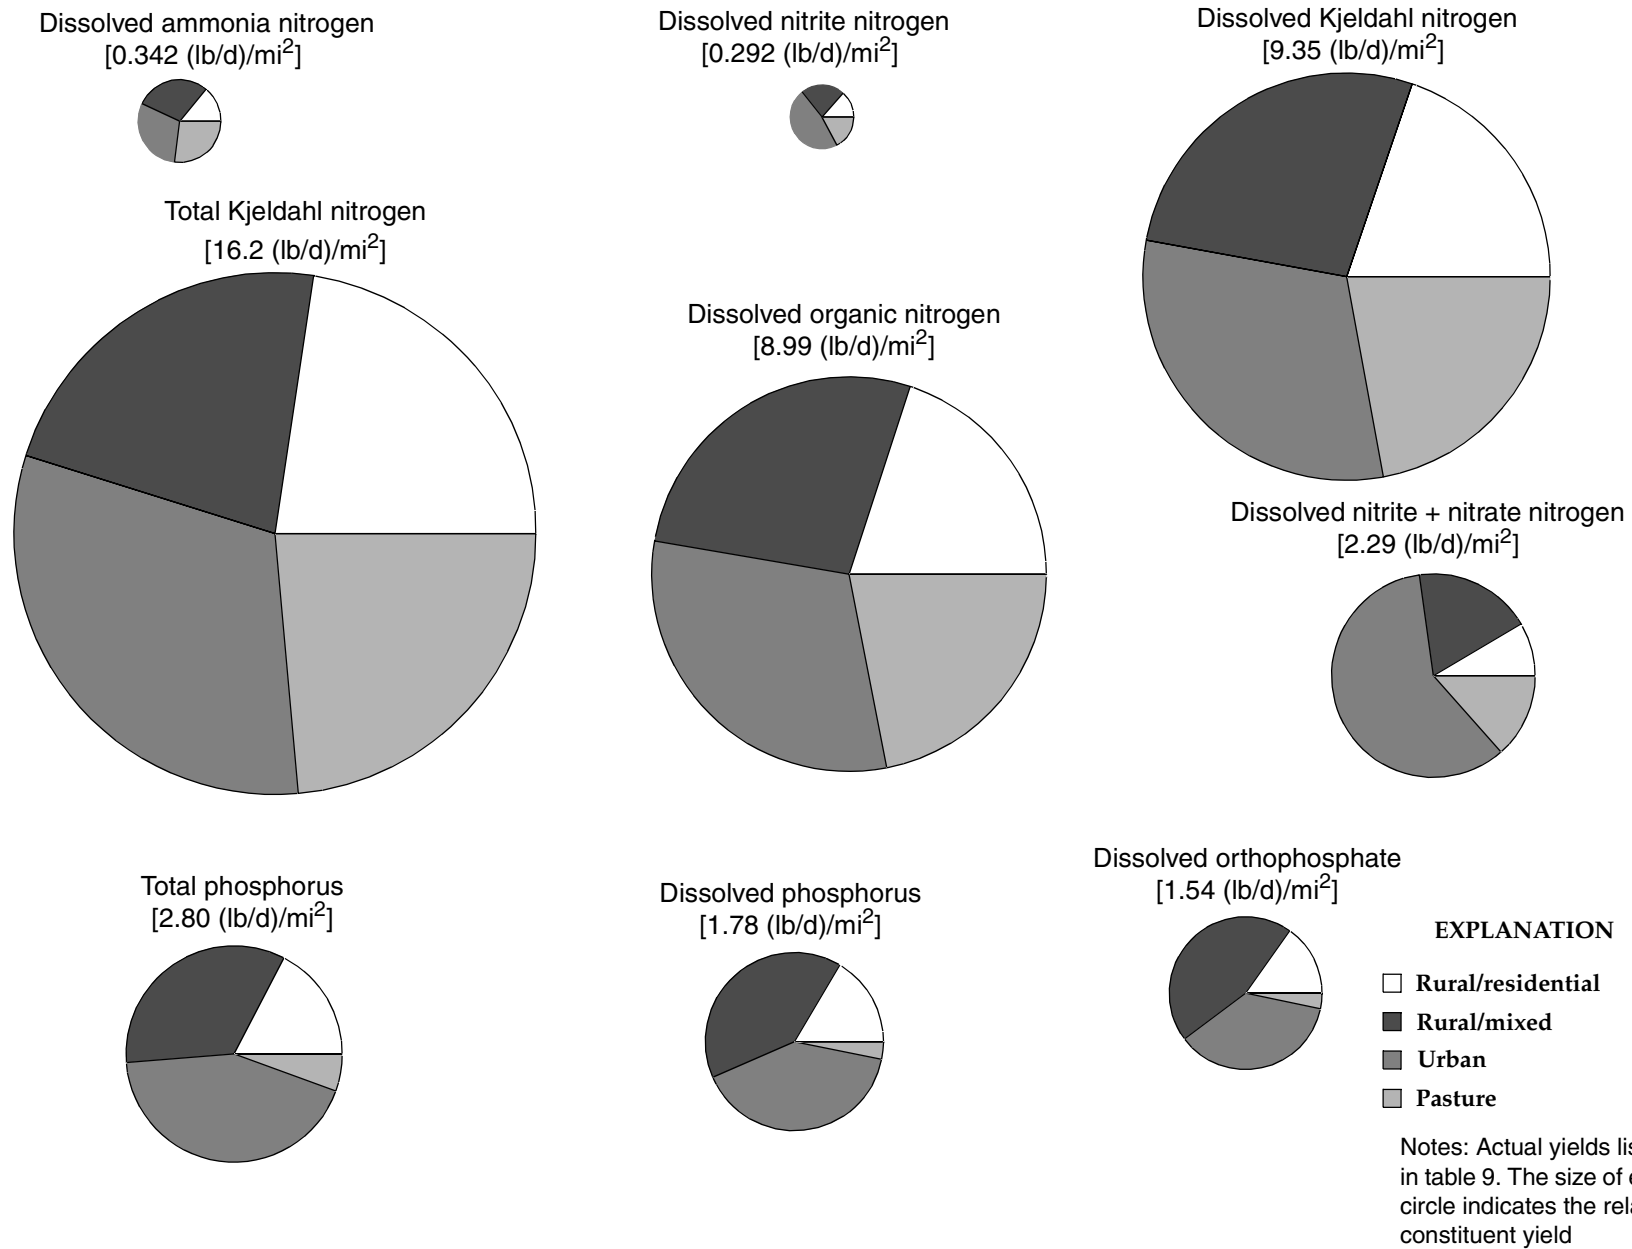 Dissolved ammonia nitrogen
[0.342 (lb/d)/mi²]
Dissolved nitrite nitrogen
[0.292 (lb/d)/mi²]
Dissolved Kjeldahl nitrogen
[9.35 (lb/d)/mi²]
Total Kjeldahl nitrogen
[16.2 (lb/d)/mi²]
Dissolved organic nitrogen
[8.99 (lb/d)/mi²]
Dissolved nitrite + nitrate nitrogen
[2.29 (lb/d)/mi²]
Total phosphorus
[2.80 (lb/d)/mi²]
Dissolved phosphorus
[1.78 (lb/d)/mi²]
Dissolved orthophosphate
[1.54 (lb/d)/mi²]
EXPLANATION
Rural/residential
Rural/mixed
Urban
Pasture
Notes: Actual yields
in table 9. The size of
circle indicates the
constituent yield